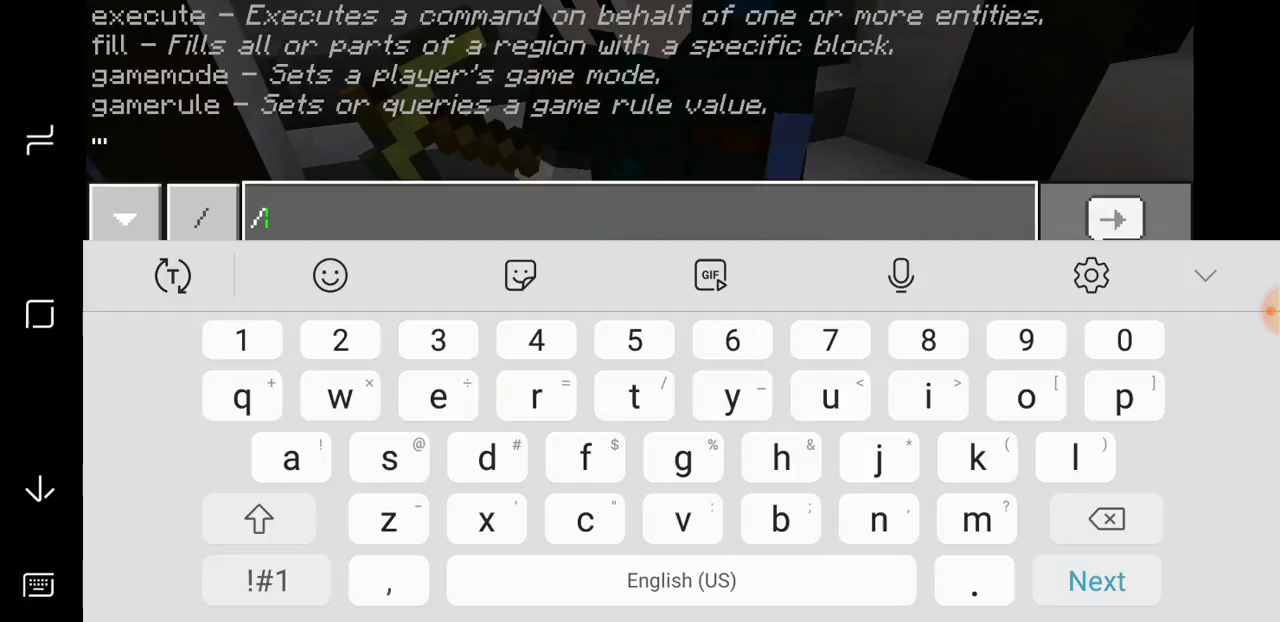 execute – Executes a command on behalf of one or more entities.
fill – Fills all or parts of a region with a specific block.
gamemode – Sets a player's game mode.
gamerule – Sets or queries a game rule value.
...
/ /
T GIF
1 2 3 4 5 6 7 8 9 0
q + w × e ÷ r = t / y _ u < i > o [ p ]
a ! s @ d # f $ g % h & j * k ( l )
z - x ' c " v : b ; n , m ?
!#1 , English (US) . Next